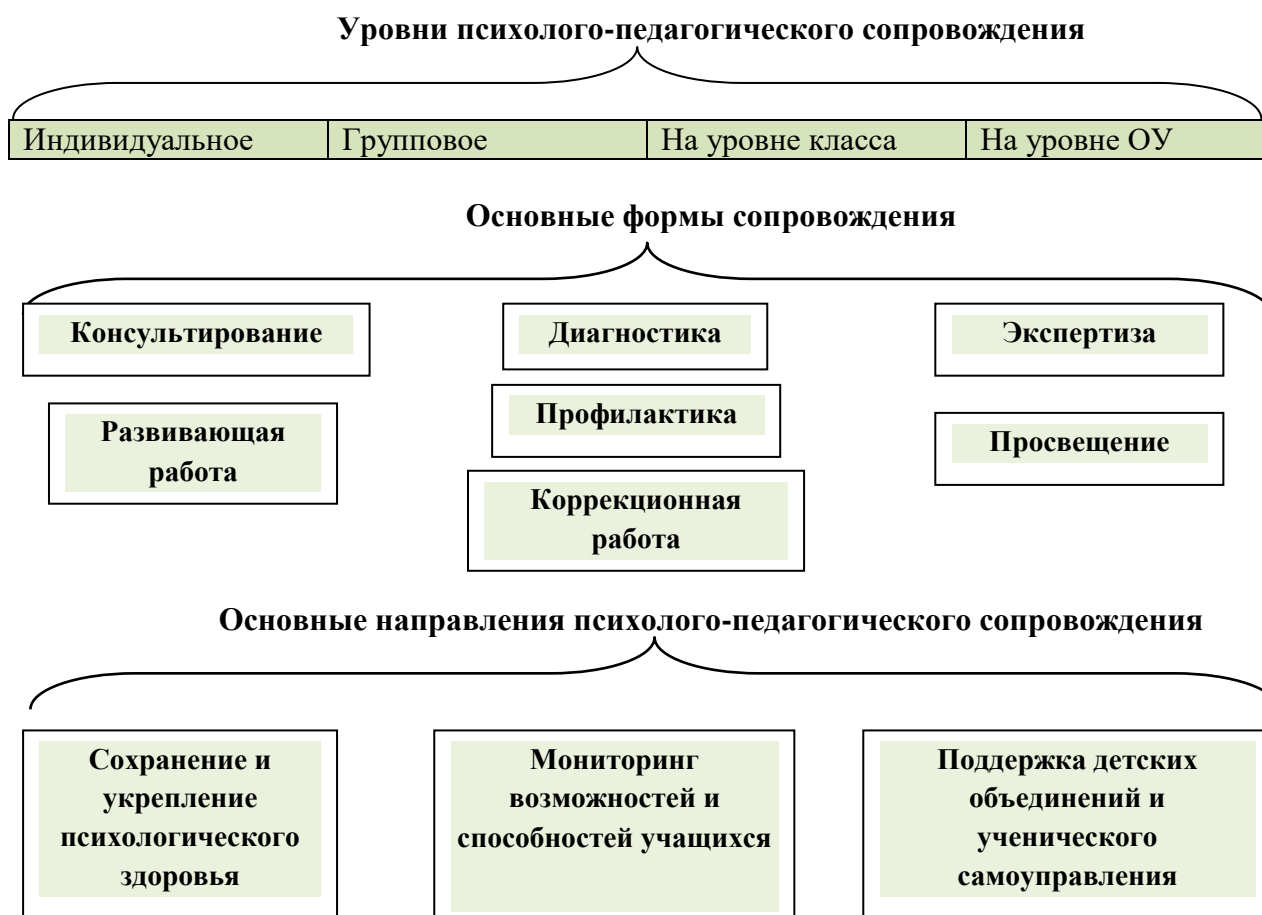 Уровни психолого-педагогического сопровождения
Индивидуальное Групповое На уровне класса На уровне ОУ
Основные формы сопровождения
Консультирование
Диагностика
Экспертиза
Развивающая
работа
Профилактика
Просвещение
Коррекционная
работа
Основные направления психолого-педагогического сопровождения
Сохранение и
укрепление
психологического
здоровья
Мониторинг
возможностей и
способностей учащихся
Поддержка детских
объединений и
ученического
самоуправления